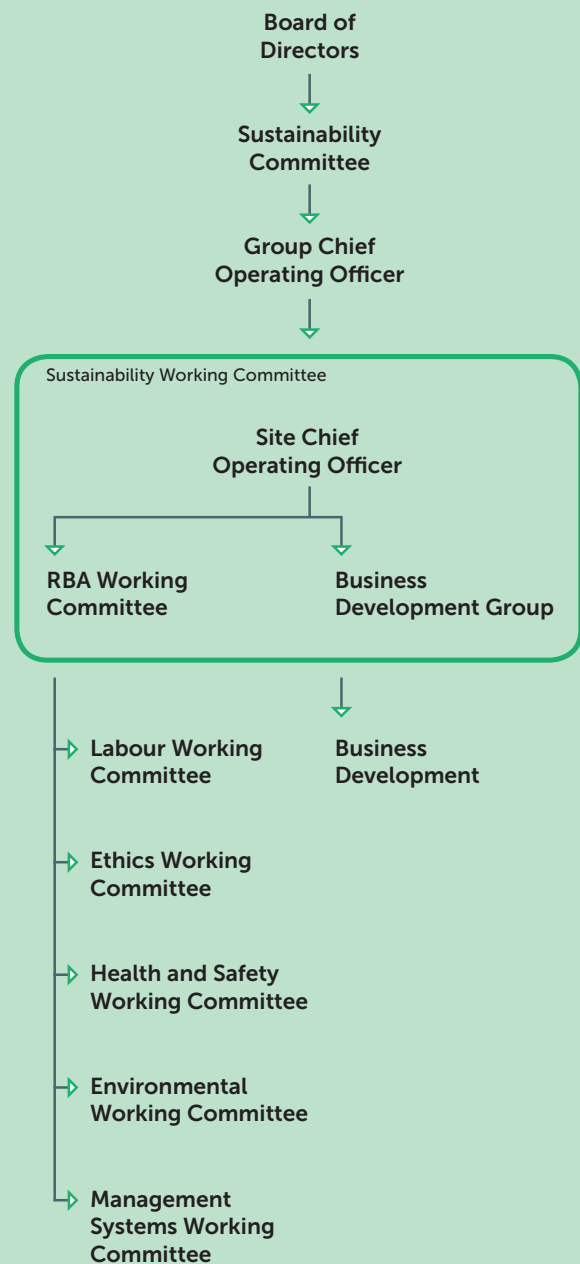 Board of
Directors
Sustainability
Committee
Group Chief
Operating Officer
Sustainability Working Committee
Site Chief
Operating Officer
RBA Working
Committee
Business
Development Group
Labour Working
Committee
Business
Development
Ethics Working
Committee
Health and Safety
Working Committee
Environmental
Working Committee
Management
Systems Working
Committee